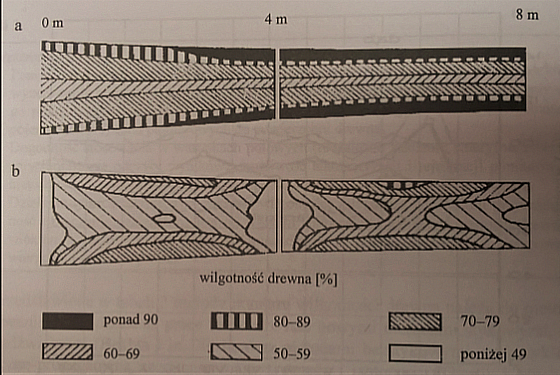 a 0 m 4 m 8 m
b
wilgotność drewna [%]
ponad 90 80–89 70–79
60–69 50–59 poniżej 49